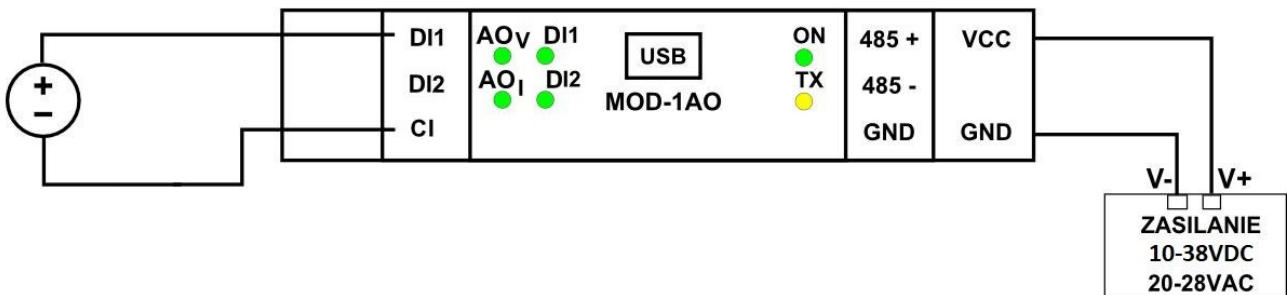 DI1 AOV DI1 ON 485 + VCC
USB
DI2 AOI DI2 TX 485 -
MOD-1AO
CI GND GND
+
-
V- V+
ZASILANIE
10-38VDC
20-28VAC